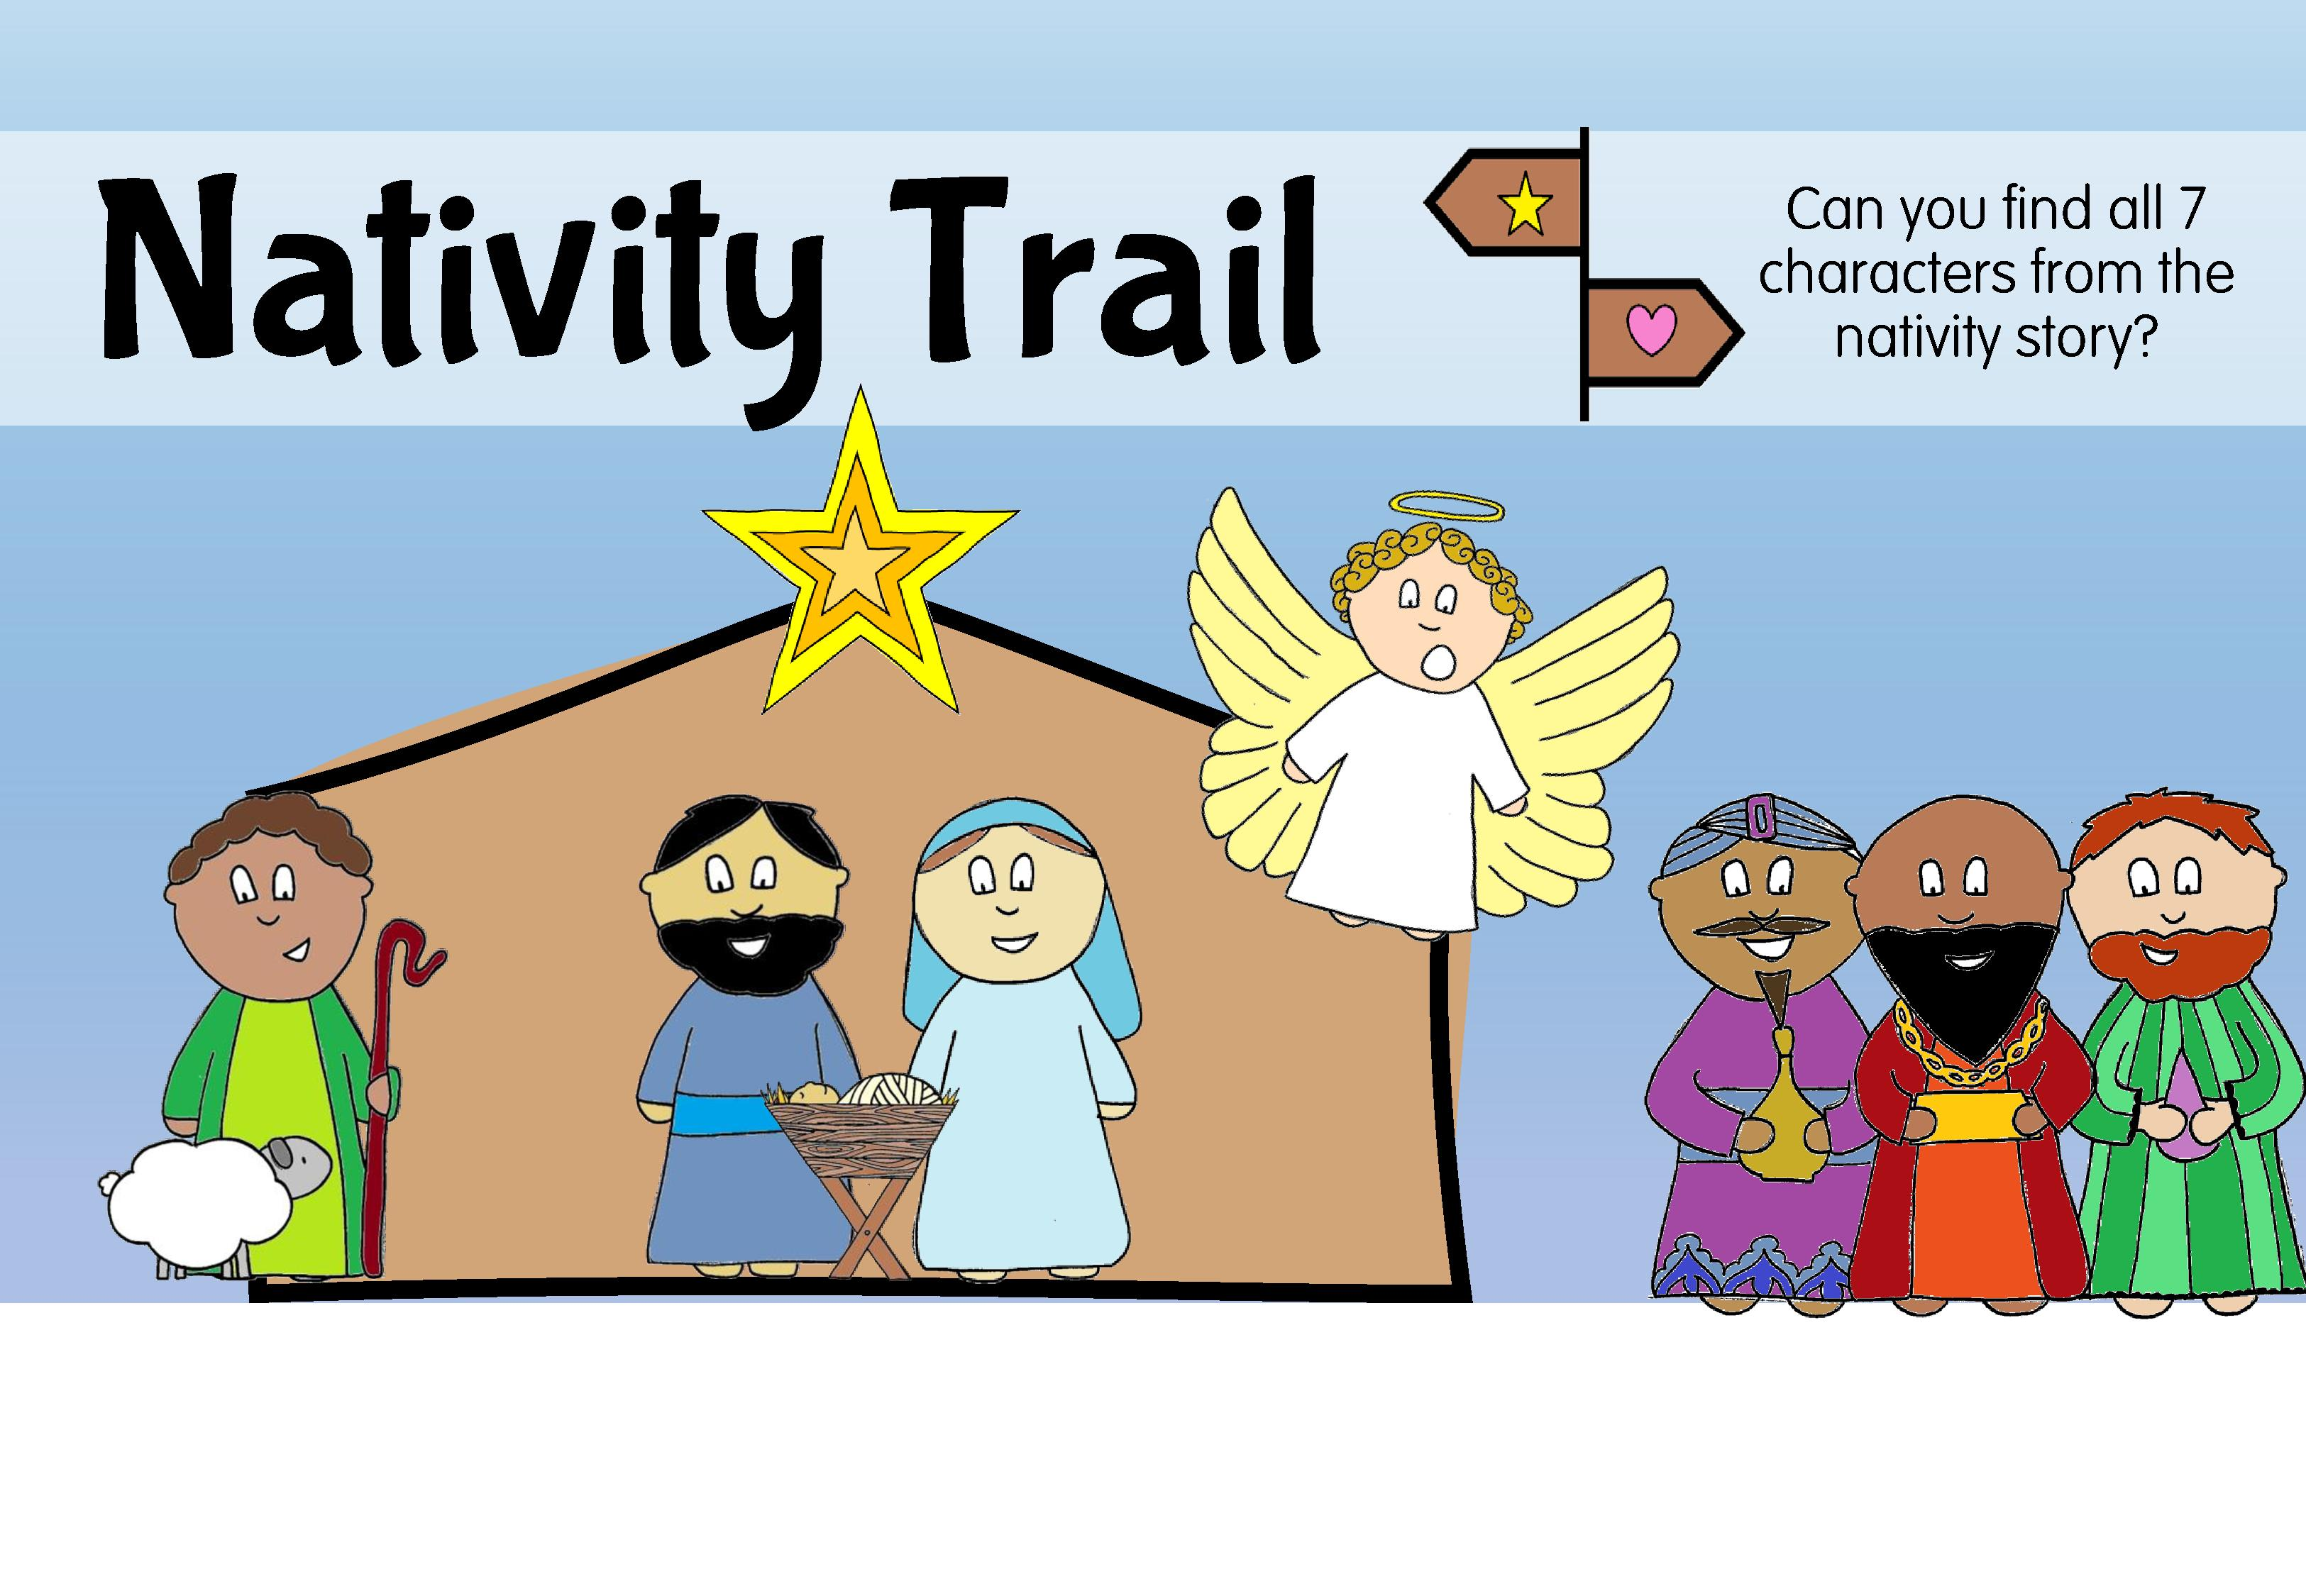 Nativity Trail
Can you find all 7
characters from the
nativity story?